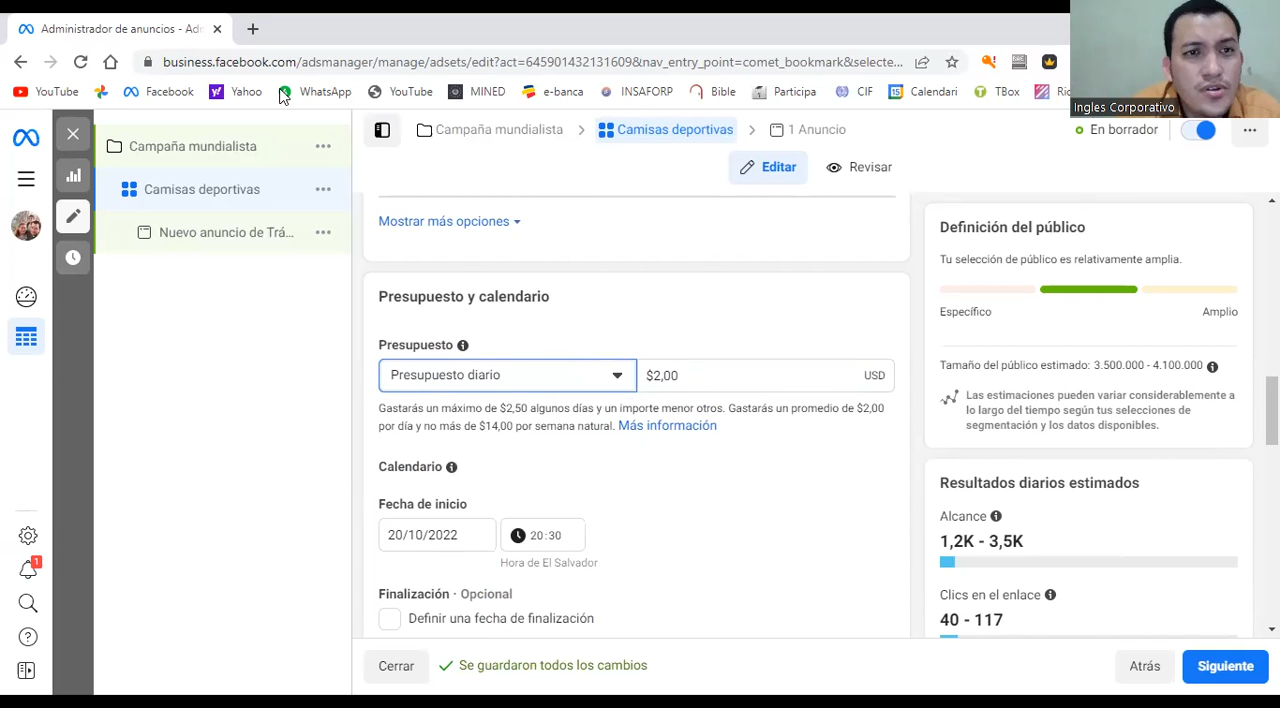 Administrador de anuncios - Adm
business.facebook.com/adsmanager/manage/adsets/edit?act=645901432131609&nav_entry_point=comet_bookmark&selecte...
YouTube Facebook Yahoo WhatsApp YouTube MINED e-banca INSAFORP Bible Participa CIF Calendari TBox Ric
Ingles Corporativo
Campaña mundialista
Camisas deportivas
Nuevo anuncio de Trá...
Campaña mundialista > Camisas deportivas > 1 Anuncio
En borrador
Editar Revisar
Mostrar más opciones
Presupuesto y calendario
Presupuesto
Presupuesto diario $2,00 USD
Gastarás un máximo de $2,50 algunos días y un importe menor otros. Gastarás un promedio de $2,00
por día y no más de $14,00 por semana natural. Más información
Calendario
Fecha de inicio
20/10/2022 20:30
Hora de El Salvador
Finalización · Opcional
Definir una fecha de finalización
Definición del público
Tu selección de público es relativamente amplia.
Específico Amplio
Tamaño del público estimado: 3.500.000 - 4.100.000
Las estimaciones pueden variar considerablemente a
lo largo del tiempo según tus selecciones de
segmentación y los datos disponibles.
Resultados diarios estimados
Alcance
1,2K - 3,5K
Clics en el enlace
40 - 117
1
Cerrar Se guardaron todos los cambios Atrás Siguiente